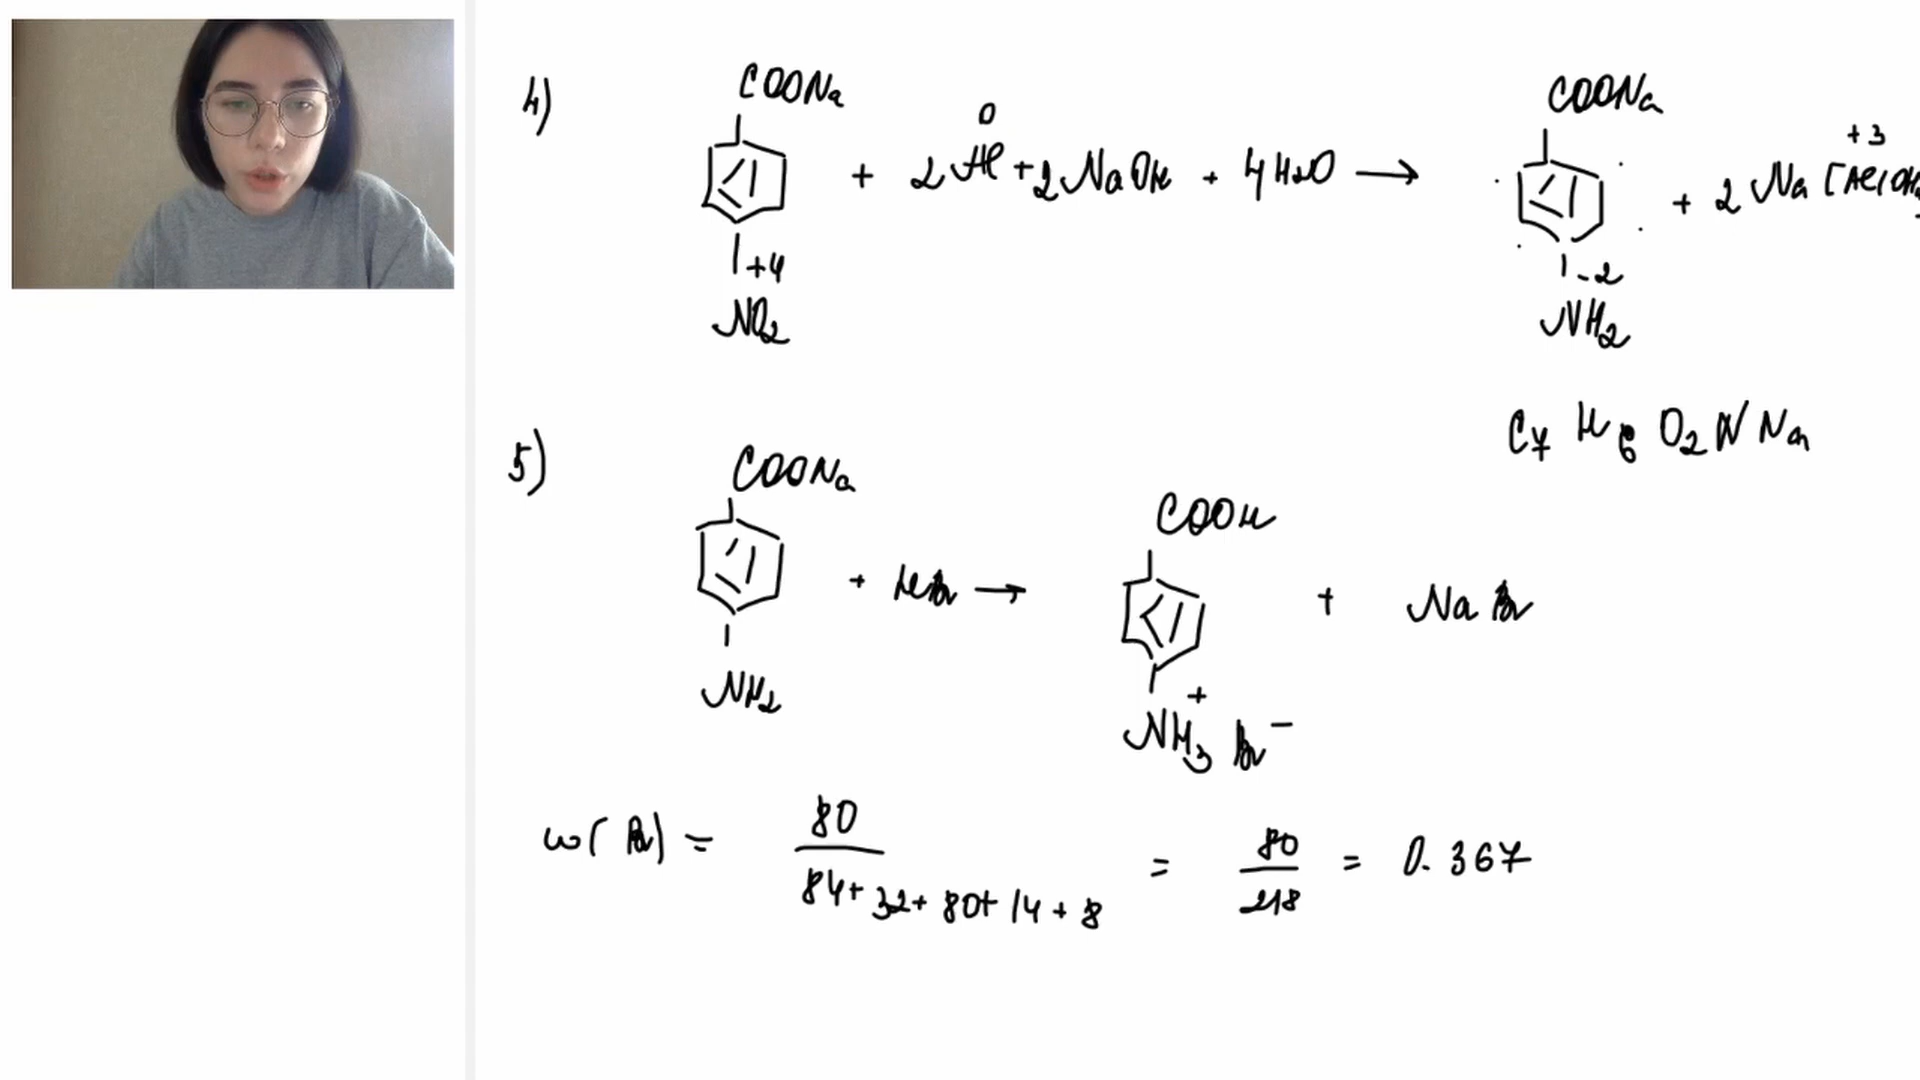 4)
COONa
COONa
0
+3
+ 2 Al + 2 NaOH + 4 H2O → + 2 Na [Al(OH)
+4
-2
NO2
NH2
C7 H6 O2 N Na
5)
COONa
COOH
+ HBr → + NaBr
NH2
NH3 + Br −
ω(Br) = 80 / 84 + 32 + 80 + 14 + 8 = 80 / 218 = 0.367